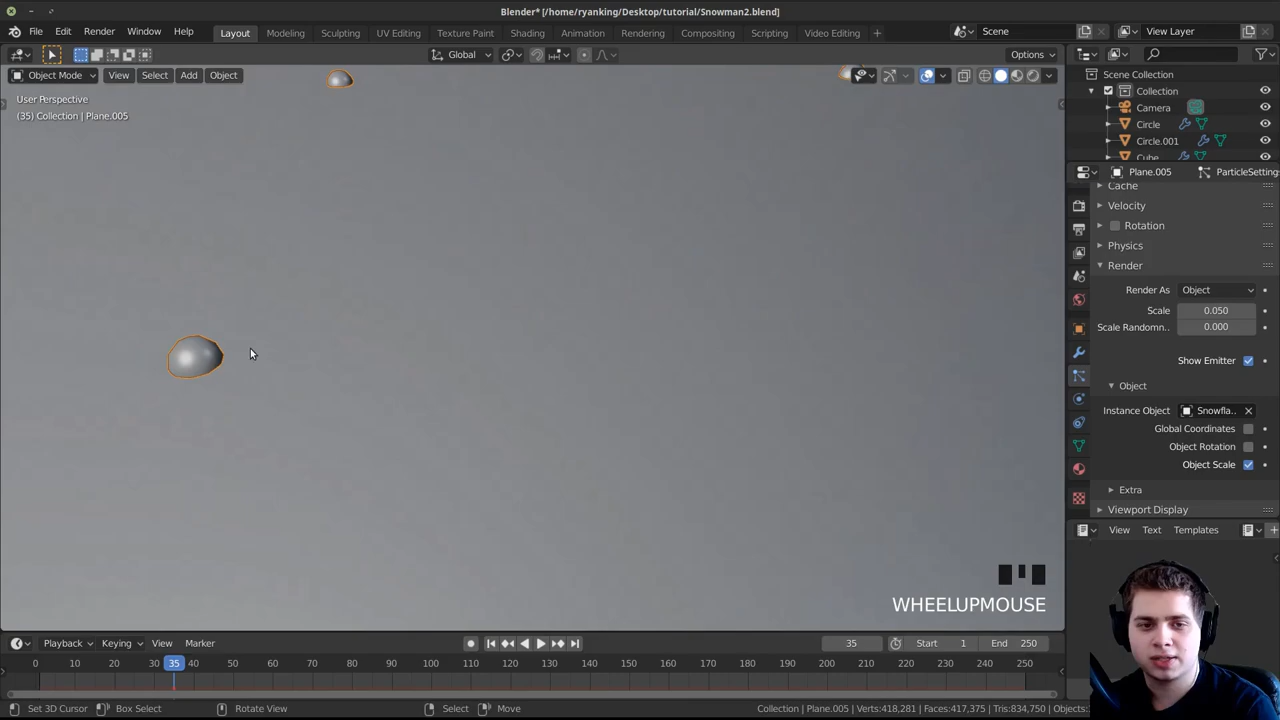 Blender* [/home/ryanking/Desktop/tutorial/Snowman2.blend]
File Edit Render Window Help Layout Modeling Sculpting UV Editing Texture Paint Shading Animation Rendering Compositing Scripting Video Editing + Scene View Layer
Global Options
Object Mode View Select Add Object
User Perspective
(35) Collection | Plane.005
Scene Collection
Collection
Camera
Circle
Circle.001
Cube
Plane.005 ParticleSetting
Cache
Velocity
Rotation
Physics
Render
Render As Object
Scale 0.050
Scale Randomn.. 0.000
Show Emitter
Object
Instance Object Snowfla..
Global Coordinates
Object Rotation
Object Scale
Extra
Viewport Display
View Text Templates
WHEELUPMOUSE
Playback Keying View Marker 35 Start 1 End 250
0 10 20 30 35 40 50 60 70 80 90 100 110 120 130 140 150 160 170 180 190 200 210 220 230 240 250
Set 3D Cursor Box Select Rotate View Select Move Collection | Plane.005 | Verts:418,281 | Faces:417,375 | Tris:834,750 | Objects: